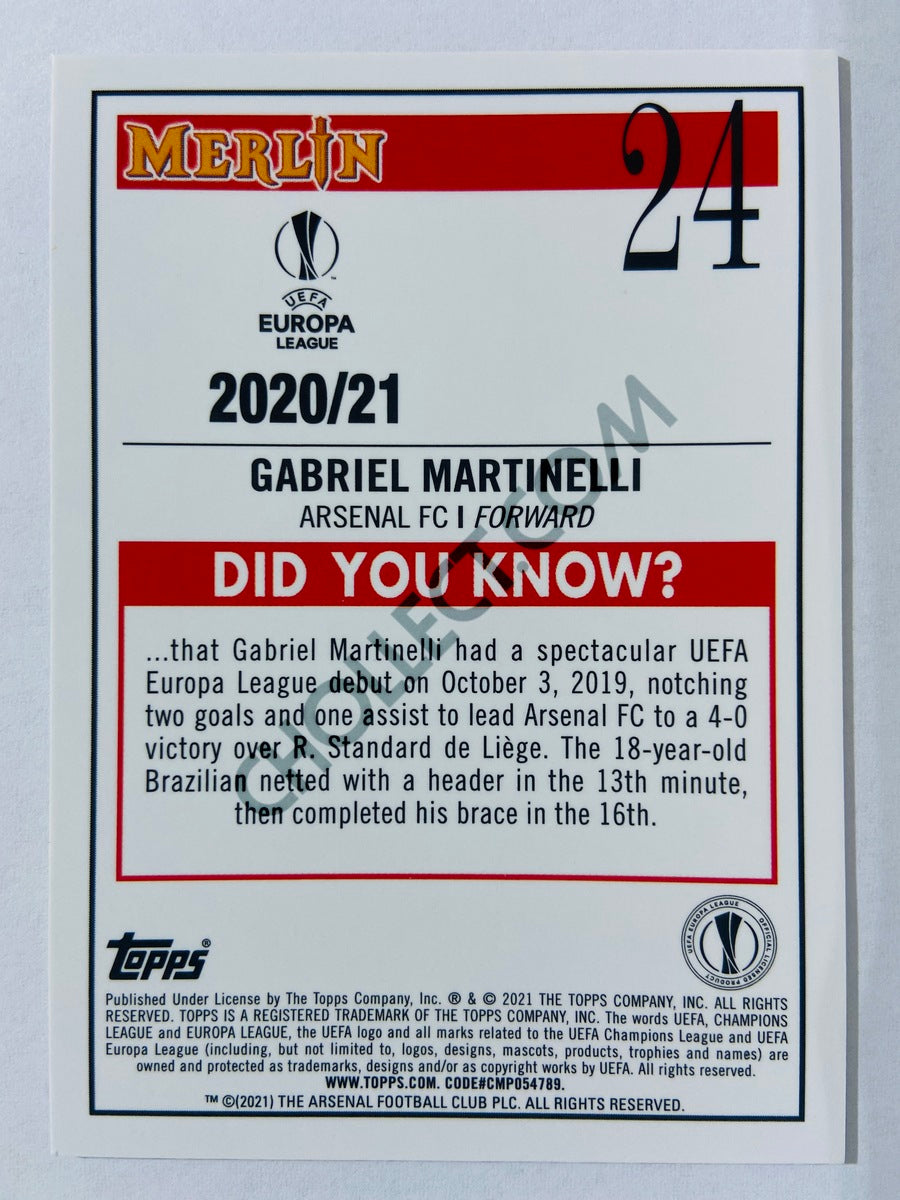 MERLIN
24
UEFA
EUROPA
LEAGUE
2020/21
GABRIEL MARTINELLI
ARSENAL FC | FORWARD
DID YOU KNOW?
...that Gabriel Martinelli had a spectacular UEFA
Europa League debut on October 3, 2019, notching
two goals and one assist to lead Arsenal FC to a 4-0
victory over R. Standard de Liège. The 18-year-old
Brazilian netted with a header in the 13th minute,
then completed his brace in the 16th.
CHOLLECT.COM
topps®
UEFA EUROPA LEAGUE OFFICIAL LICENSED PRODUCT
Published Under License by The Topps Company, Inc. ® & © 2021 THE TOPPS COMPANY, INC. ALL RIGHTS
RESERVED. TOPPS IS A REGISTERED TRADEMARK OF THE TOPPS COMPANY, INC. The words UEFA, CHAMPIONS
LEAGUE and EUROPA LEAGUE, the UEFA logo and all marks related to the UEFA Champions League and UEFA
Europa League (including, but not limited to, logos, designs, mascots, products, trophies and names) are
owned and protected as trademarks, designs and/or as copyright works by UEFA. All rights reserved.
WWW.TOPPS.COM. CODE#CMP054789.
™ ©(2021) THE ARSENAL FOOTBALL CLUB PLC. ALL RIGHTS RESERVED.